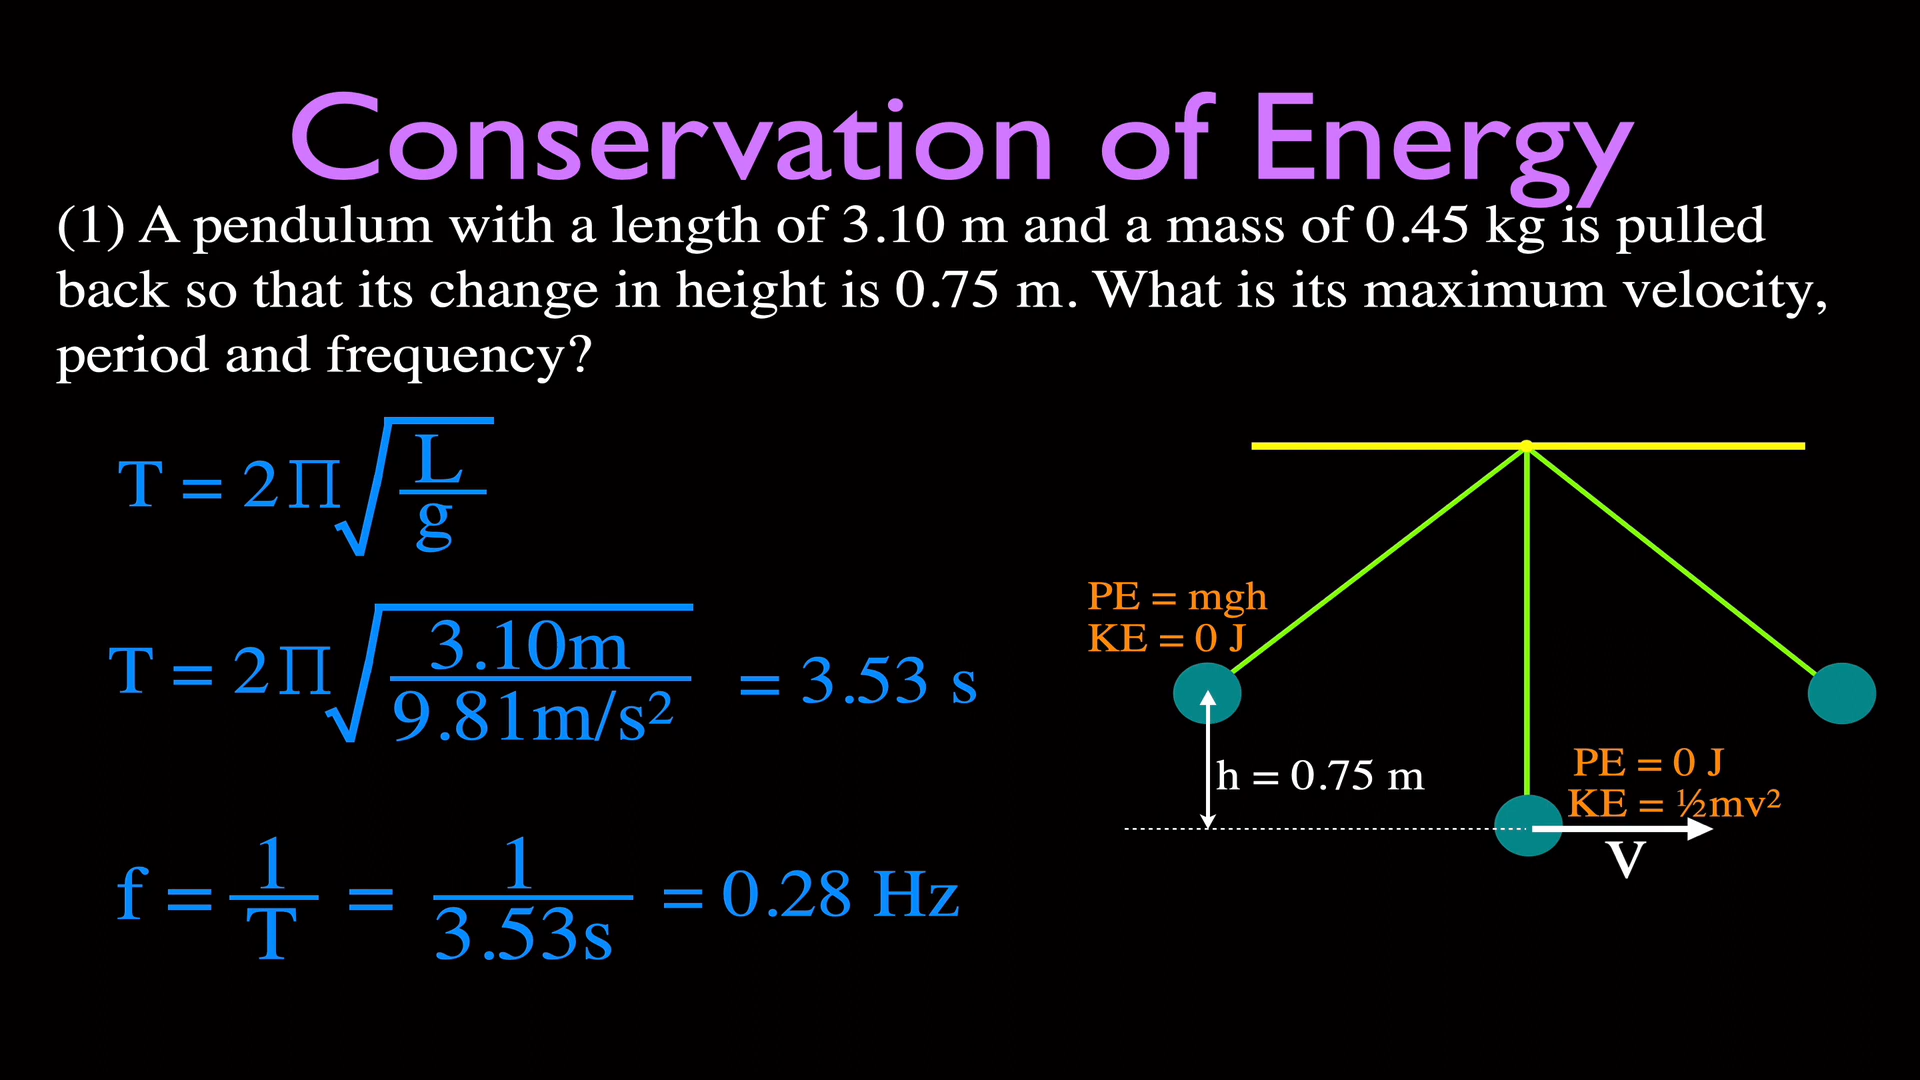 Conservation of Energy
(1) A pendulum with a length of 3.10 m and a mass of 0.45 kg is pulled
back so that its change in height is 0.75 m. What is its maximum velocity,
period and frequency?
T = 2∏√(L/g)
T = 2∏√(3.10m/9.81m/s²) = 3.53 s
f = 1/T = 1/3.53s = 0.28 Hz
PE = mgh
KE = 0 J
h = 0.75 m
PE = 0 J
KE = ½mv²
V